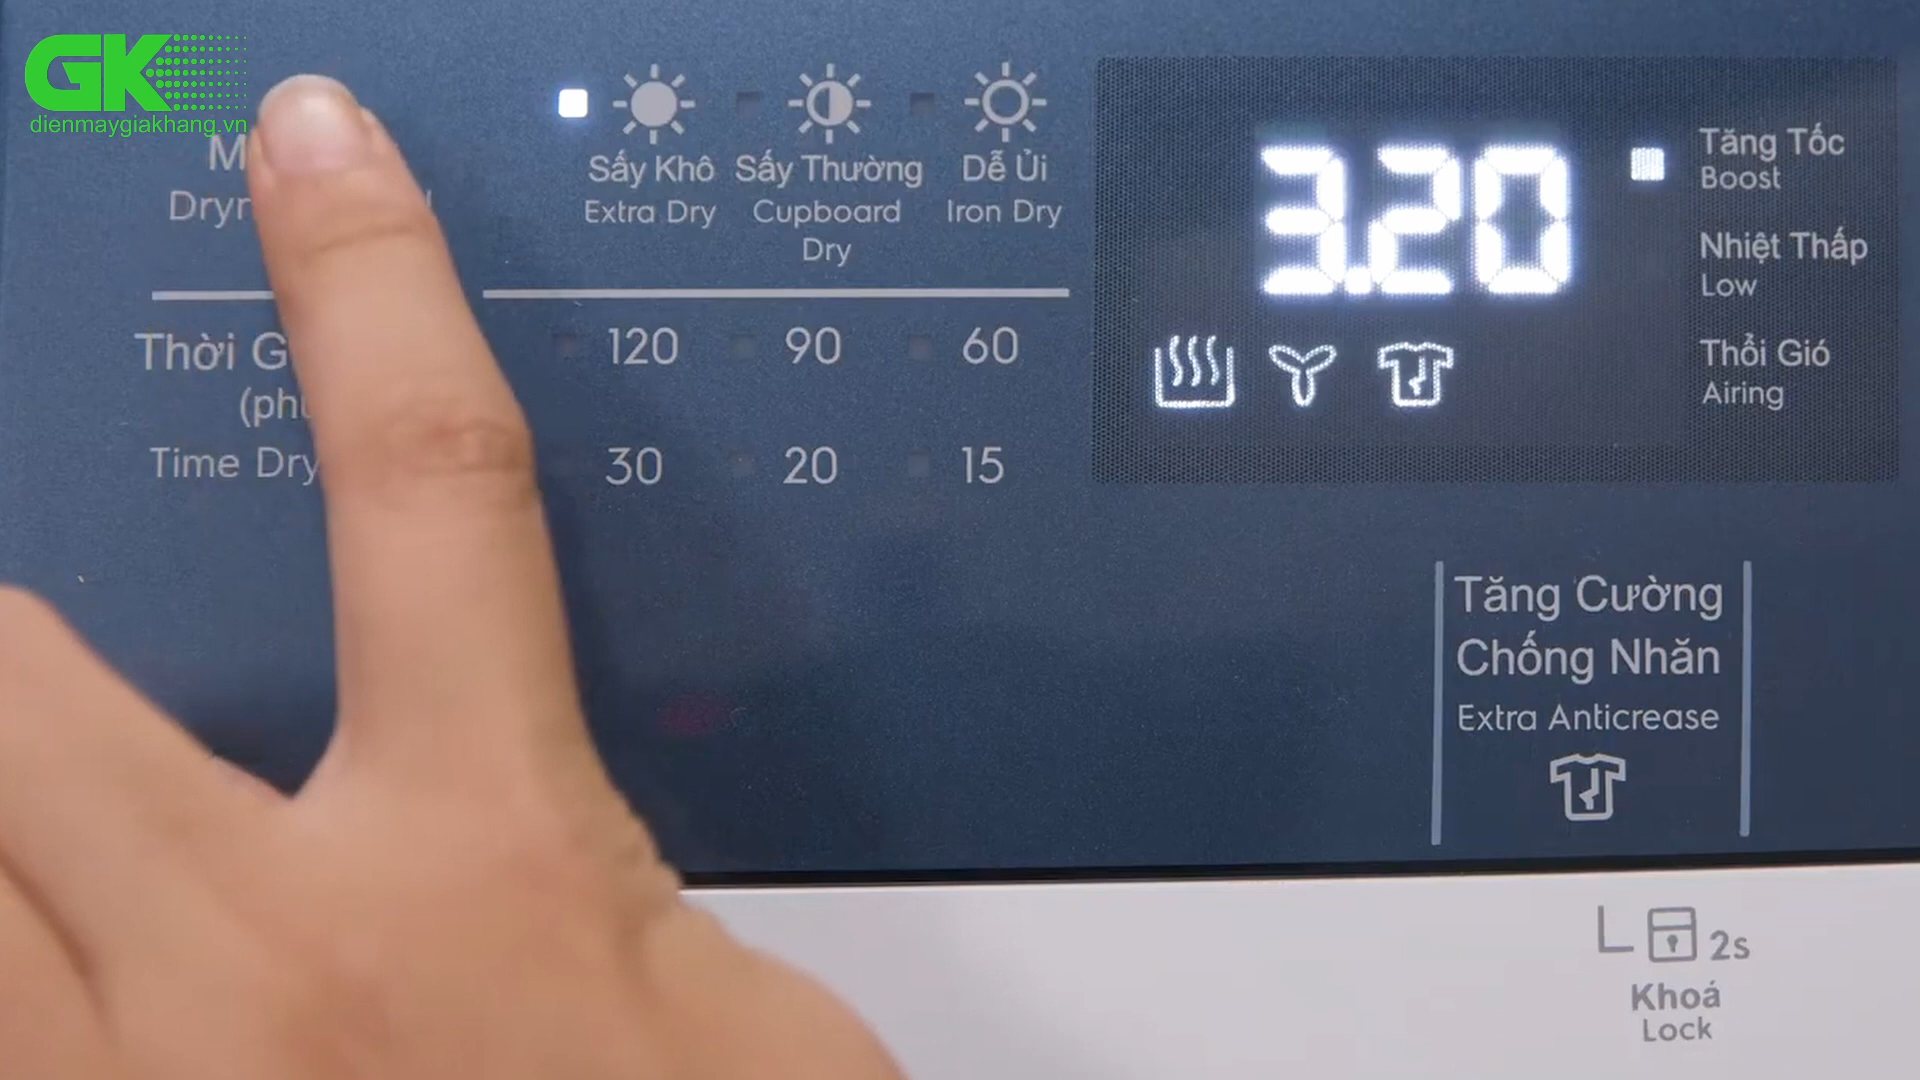 GK
dienmaygiakhang.vn
Sấy Khô
Extra Dry
Sấy Thường
Cupboard
Dry
Dễ Ủi
Iron Dry
Thời
(phút
Time Dry
120
90
60
30
20
15
3.20
Tăng Tốc
Boost
Nhiệt Thấp
Low
Thổi Gió
Airing
Tăng Cường
Chống Nhăn
Extra Anticrease
2s
Khoá
Lock